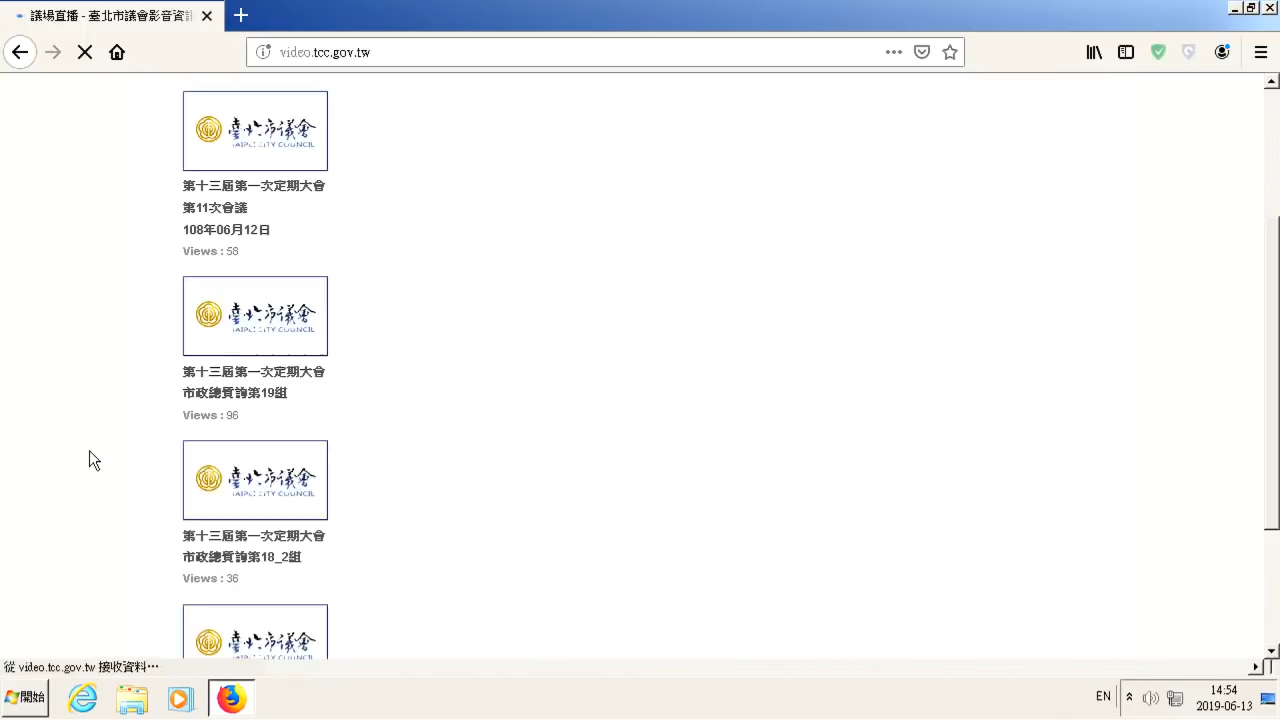 議場直播 - 臺北市議會影音資訊
video.tcc.gov.tw
臺北市議會
TAIPEI CITY COUNCIL
第十三屆第一次定期大會
第11次會議
108年06月12日
Views : 58
臺北市議會
TAIPEI CITY COUNCIL
第十三屆第一次定期大會
市政總質詢第19組
Views : 96
臺北市議會
TAIPEI CITY COUNCIL
第十三屆第一次定期大會
市政總質詢第18_2組
Views : 36
臺北市議會
TAIPEI CITY COUNCIL
從 video.tcc.gov.tw 接收資料…
開始
EN
14:54
2019-06-13